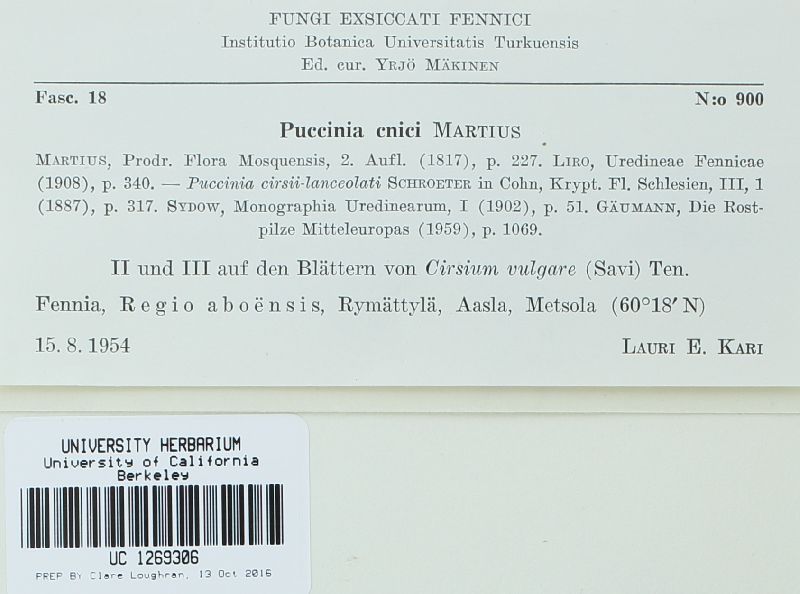 FUNGI EXSICCATI FENNICI
Institutio Botanica Universitatis Turkuensis
Ed. cur. YRJÖ MÄKINEN
Fasc. 18 N:o 900
Puccinia cnici MARTIUS
MARTIUS, Prodr. Flora Mosquensis, 2. Aufl. (1817), p. 227. LIRO, Uredineae Fennicae
(1908), p. 340. — Puccinia cirsii-lanceolati SCHROETER in Cohn, Krypt. Fl. Schlesien, III, 1
(1887), p. 317. SYDOW, Monographia Uredinearum, I (1902), p. 51. GÄUMANN, Die Rost-
pilze Mitteleuropas (1959), p. 1069.
II und III auf den Blättern von Cirsium vulgare (Savi) Ten.
Fennia, Regio aboënsis, Rymättylä, Aasla, Metsola (60°18′ N)
15. 8. 1954 LAURI E. KARI
UNIVERSITY HERBARIUM
University of California
Berkeley
UC 1269306
PREP BY Clare Loughran, 13 Oct 2016